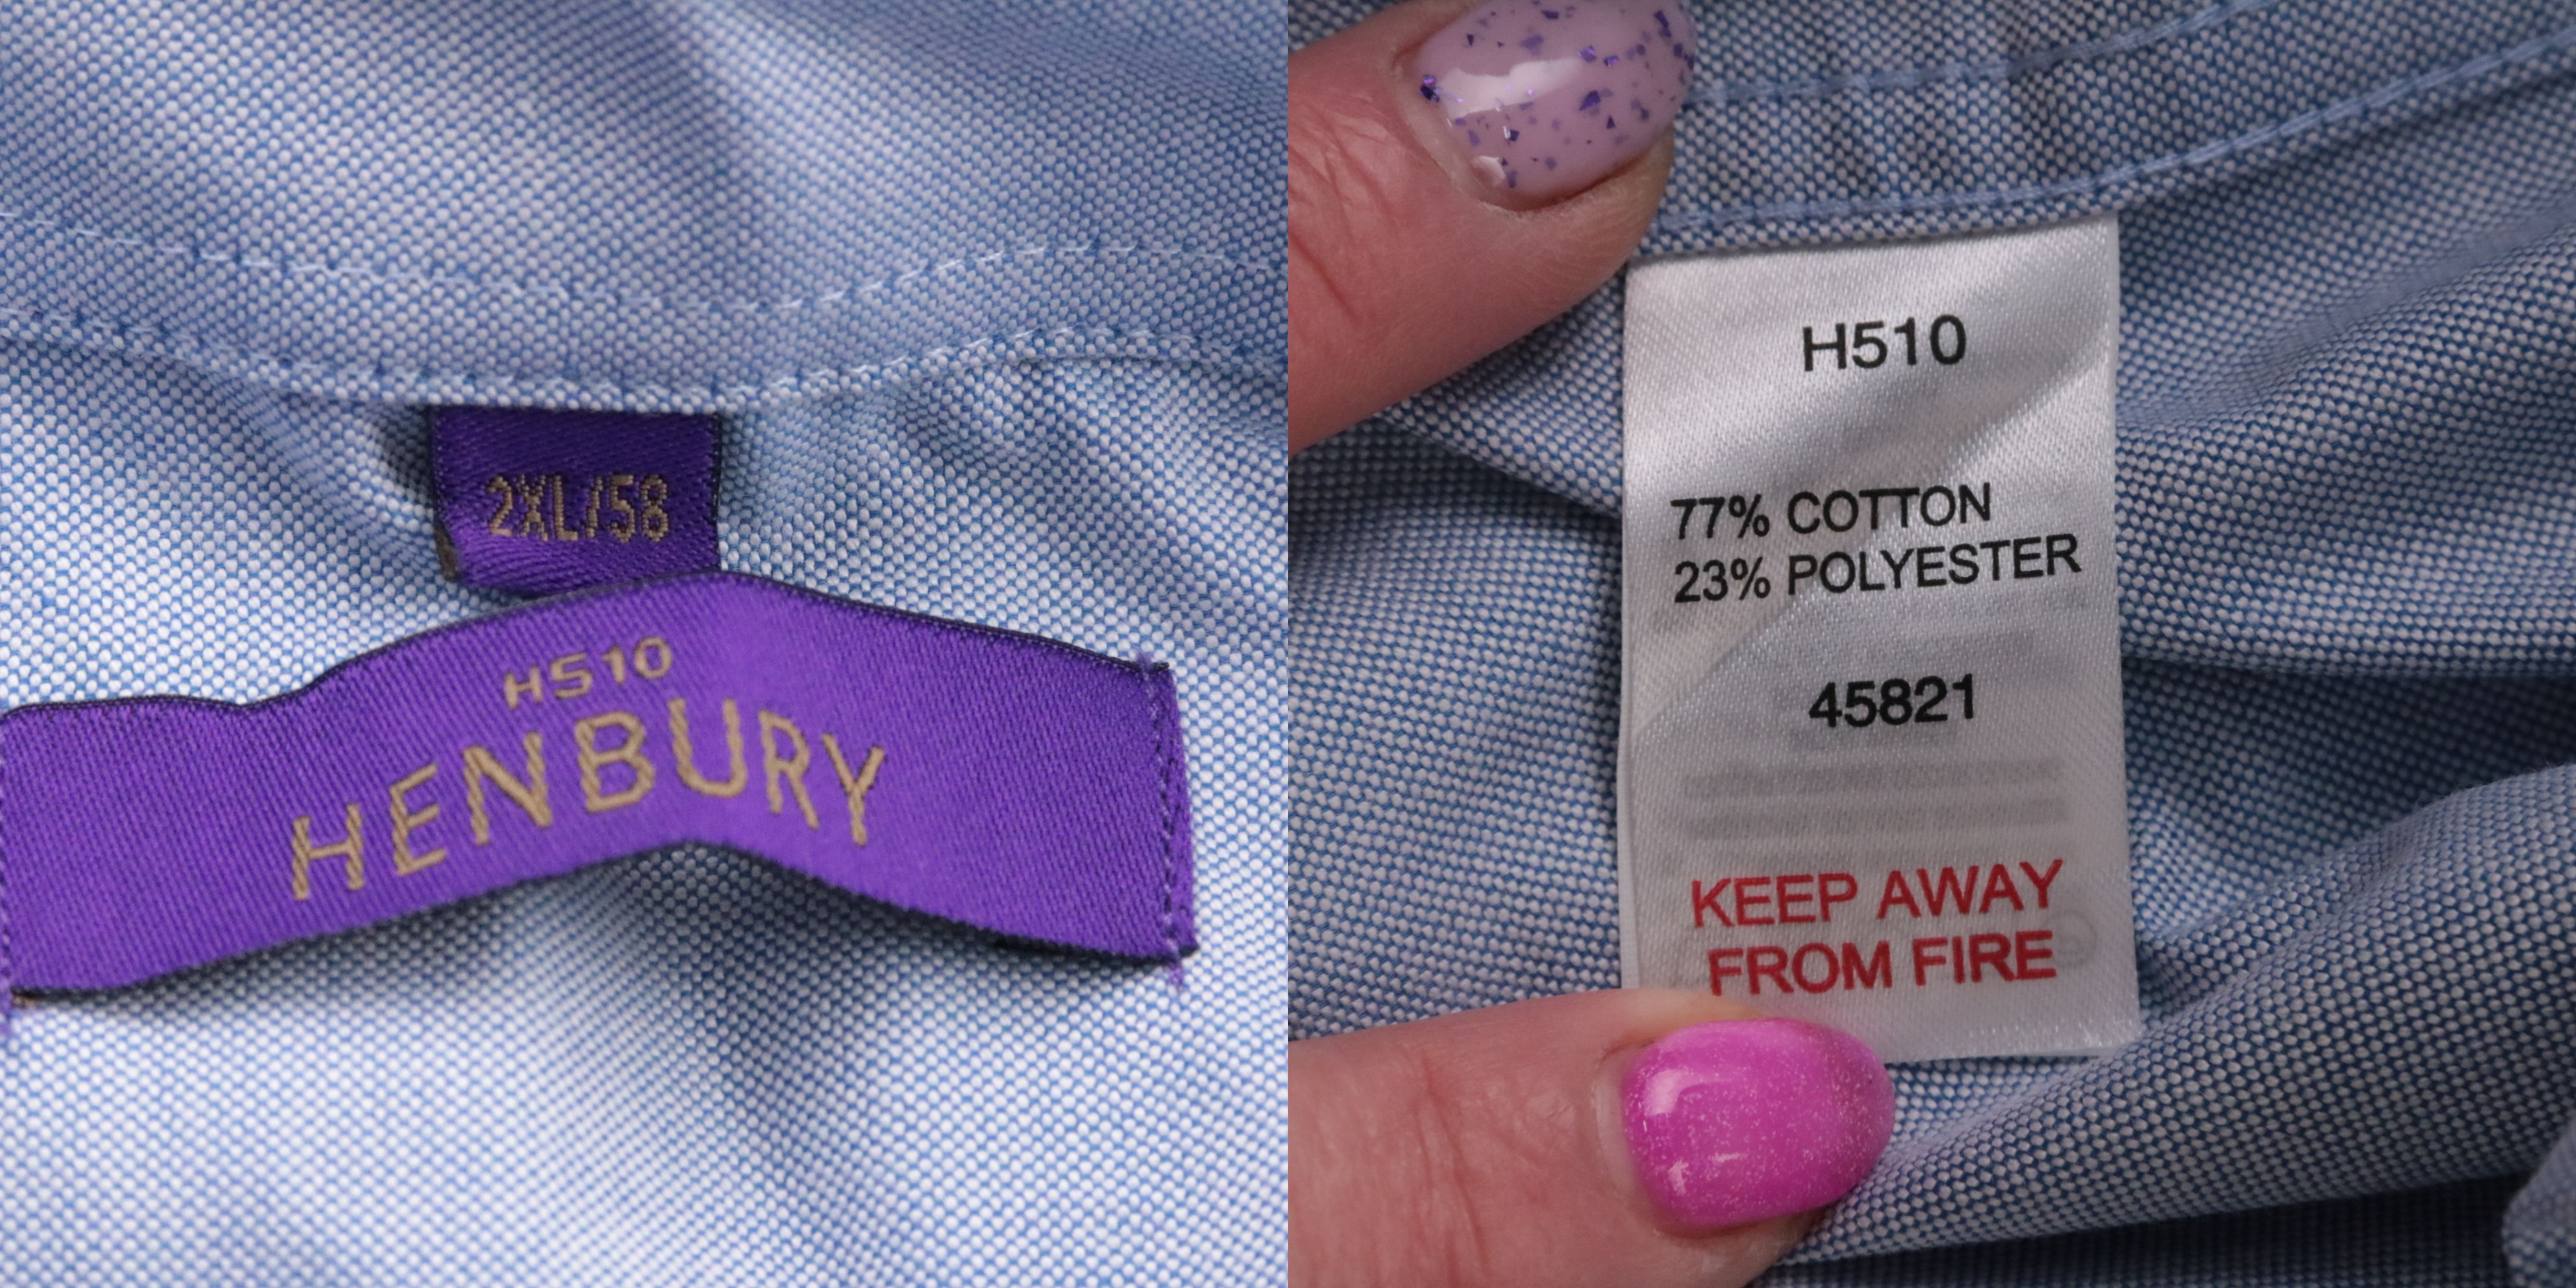 2XL/58
H510
HENBURY
H510
77% COTTON
23% POLYESTER
45821
KEEP AWAY
FROM FIRE